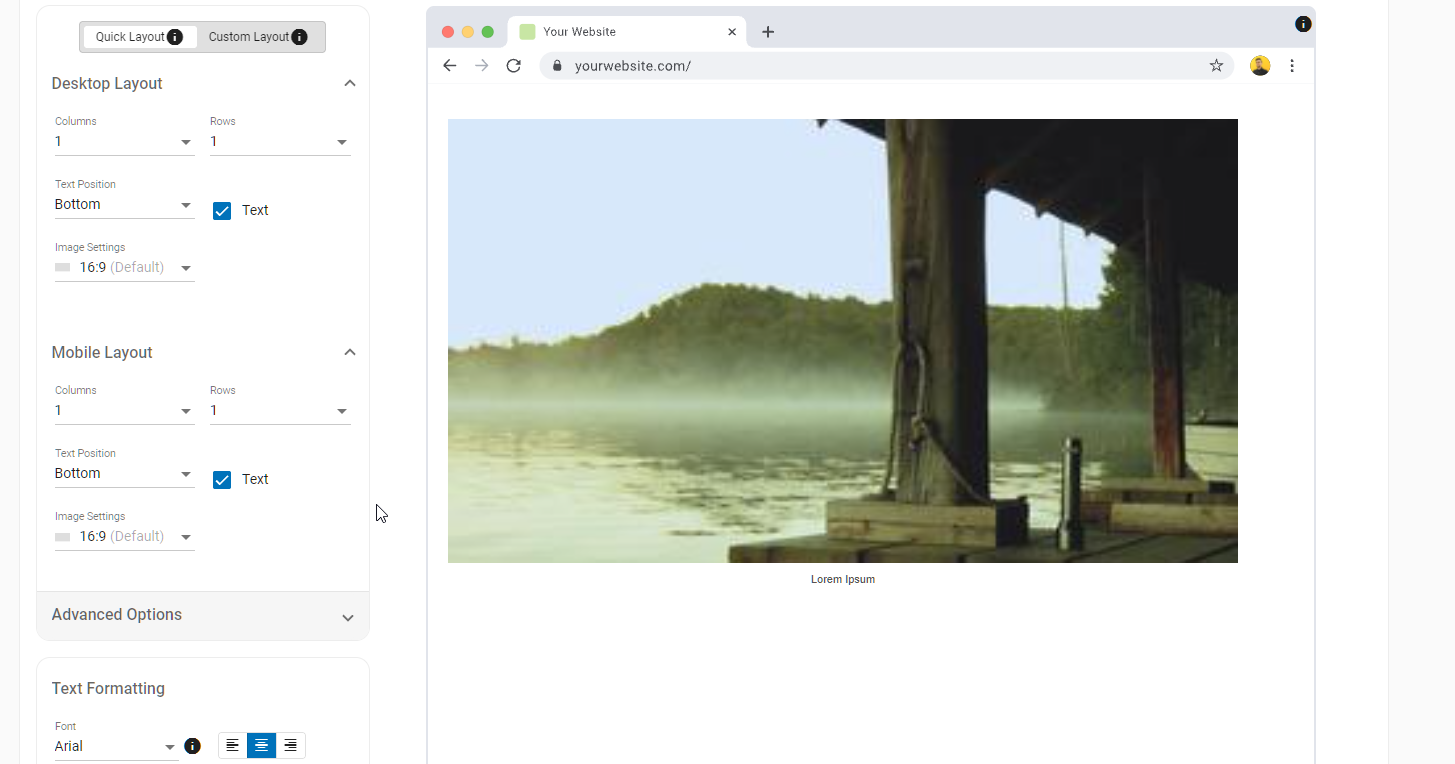 Quick Layout Custom Layout
Desktop Layout
Columns Rows
1 1
Text Position
Bottom Text
Image Settings
16:9 (Default)
Mobile Layout
Columns Rows
1 1
Text Position
Bottom Text
Image Settings
16:9 (Default)
Advanced Options
Text Formatting
Font
Arial
Your Website
yourwebsite.com/
Lorem Ipsum